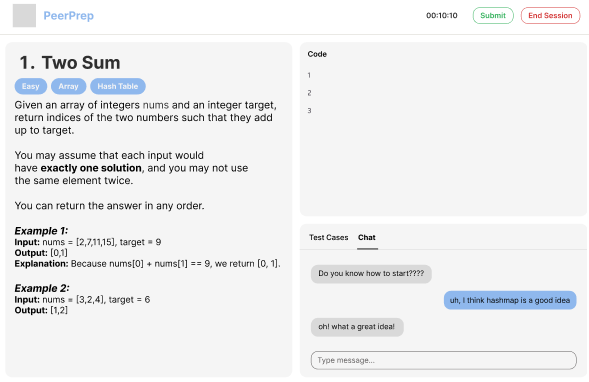 PeerPrep
00:10:10
Submit
End Session
1. Two Sum
Easy
Array
Hash Table
Given an array of integers nums and an integer target,
return indices of the two numbers such that they add
up to target.
You may assume that each input would
have exactly one solution, and you may not use
the same element twice.
You can return the answer in any order.
Example 1:
Input: nums = [2,7,11,15], target = 9
Output: [0,1]
Explanation: Because nums[0] + nums[1] == 9, we return [0, 1].
Example 2:
Input: nums = [3,2,4], target = 6
Output: [1,2]
Code
1
2
3
Test Cases
Chat
Do you know how to start????
uh, I think hashmap is a good idea
oh! what a great idea!
Type message...